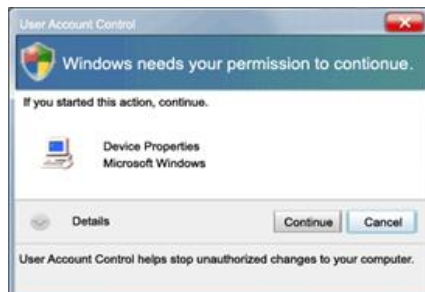 User Account Control
Windows needs your permission to contionue.
If you started this action, continue.
Device Properties
Microsoft Windows
Details
Continue
Cancel
User Account Control helps stop unauthorized changes to your computer.